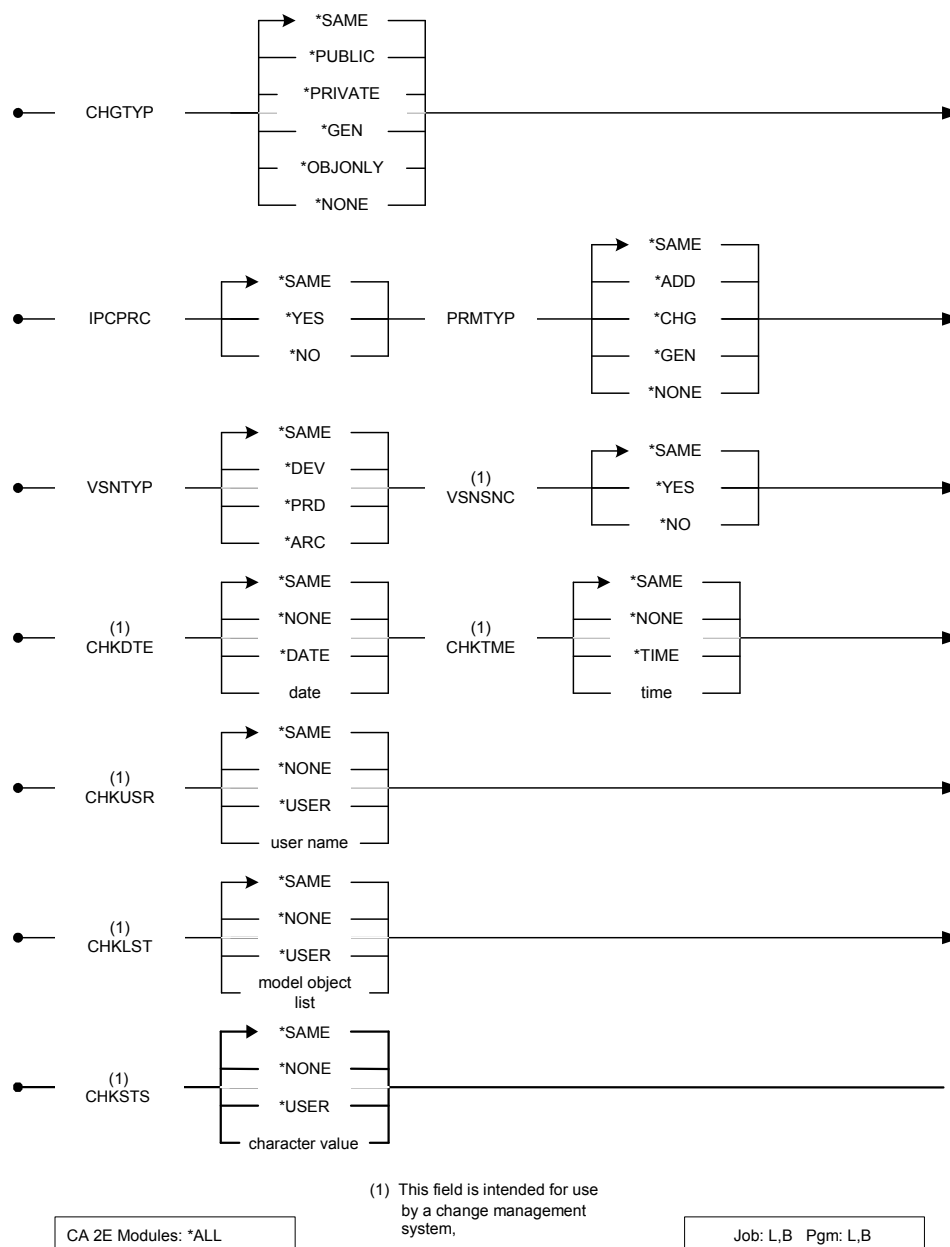 *SAME
*PUBLIC
*PRIVATE
CHGTYP
*GEN
*OBJONLY
*NONE
*SAME
*SAME
*ADD
IPCPRC
*YES
PRMTYP
*CHG
*NO
*GEN
*NONE
*SAME
*SAME
*DEV
VSNTYP
(1)
VSNSNC
*YES
*PRD
*NO
*ARC
*SAME
*SAME
*NONE
*NONE
(1)
CHKDTE
(1)
CHKTME
*DATE
*TIME
date
time
*SAME
*NONE
(1)
CHKUSR
*USER
user name
*SAME
*NONE
(1)
CHKLST
*USER
model object
list
*SAME
*NONE
(1)
CHKSTS
*USER
character value
(1) This field is intended for use
by a change management
system,
CA 2E Modules: *ALL
Job: L,B Pgm: L,B